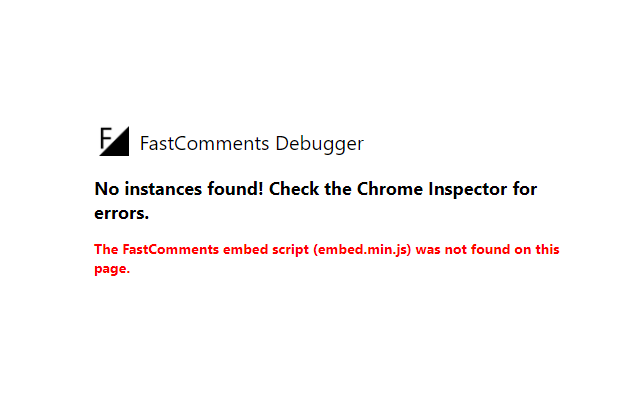 F
FastComments Debugger
No instances found! Check the Chrome Inspector for
errors.
The FastComments embed script (embed.min.js) was not found on this
page.